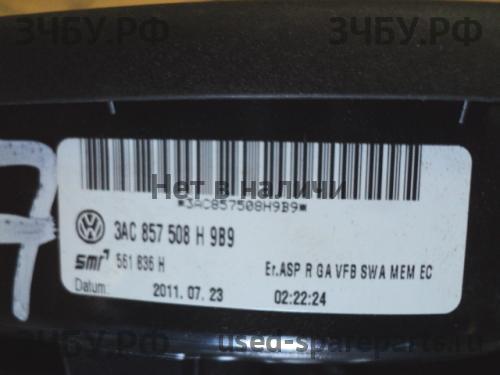 ЗЧБУ.РФ
ЗЧБУ.РФ
Нет в наличи
*3AC857508H9B9*
3AC 857 508 H 9B9
smr 561 836 H
Er.ASP R GA VFB SWA MEM EC
Datum:
2011.07.23
02:22:24
used-spareparts.ru